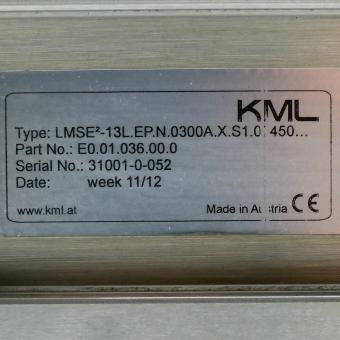 KML
Type: LMSE²-13L.EP.N.0300A.X.S1.0 450...
Part No.: E0.01.036.00.0
Serial No.: 31001-0-052
Date: week 11/12
www.kml.at Made in Austria CE